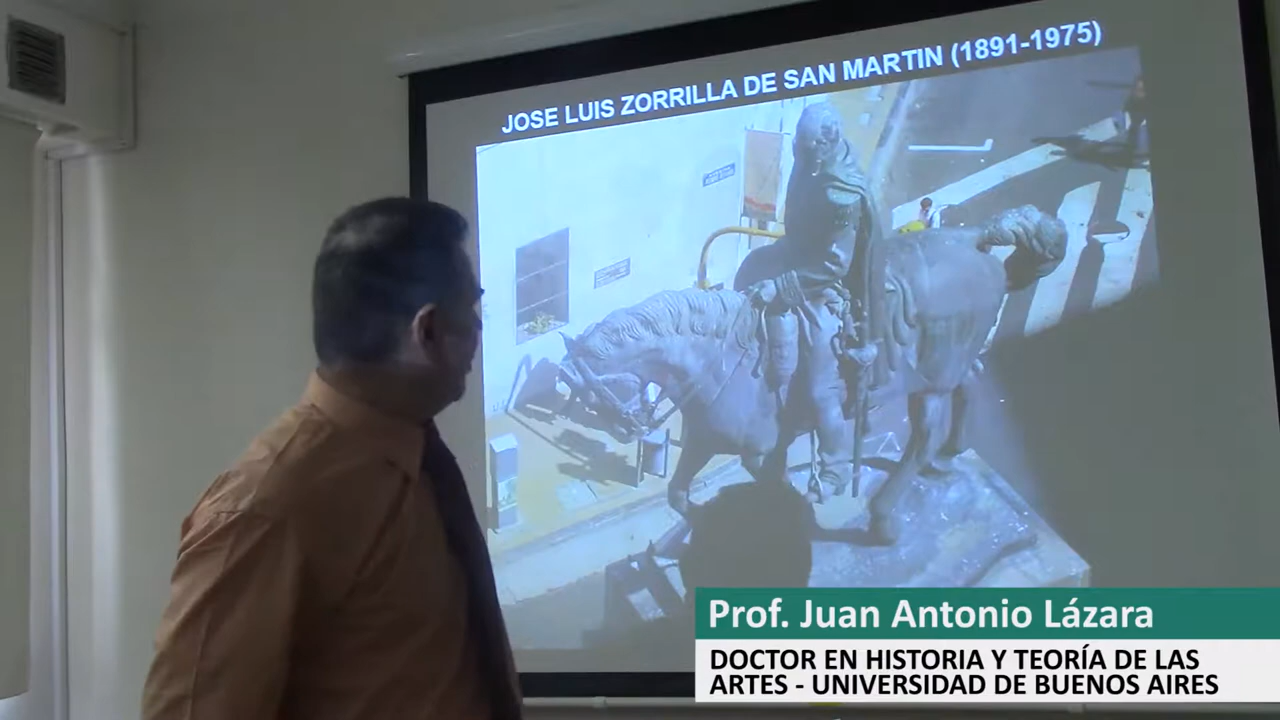 JOSE LUIS ZORRILLA DE SAN MARTIN (1891-1975)
Prof. Juan Antonio Lázara
DOCTOR EN HISTORIA Y TEORÍA DE LAS
ARTES - UNIVERSIDAD DE BUENOS AIRES